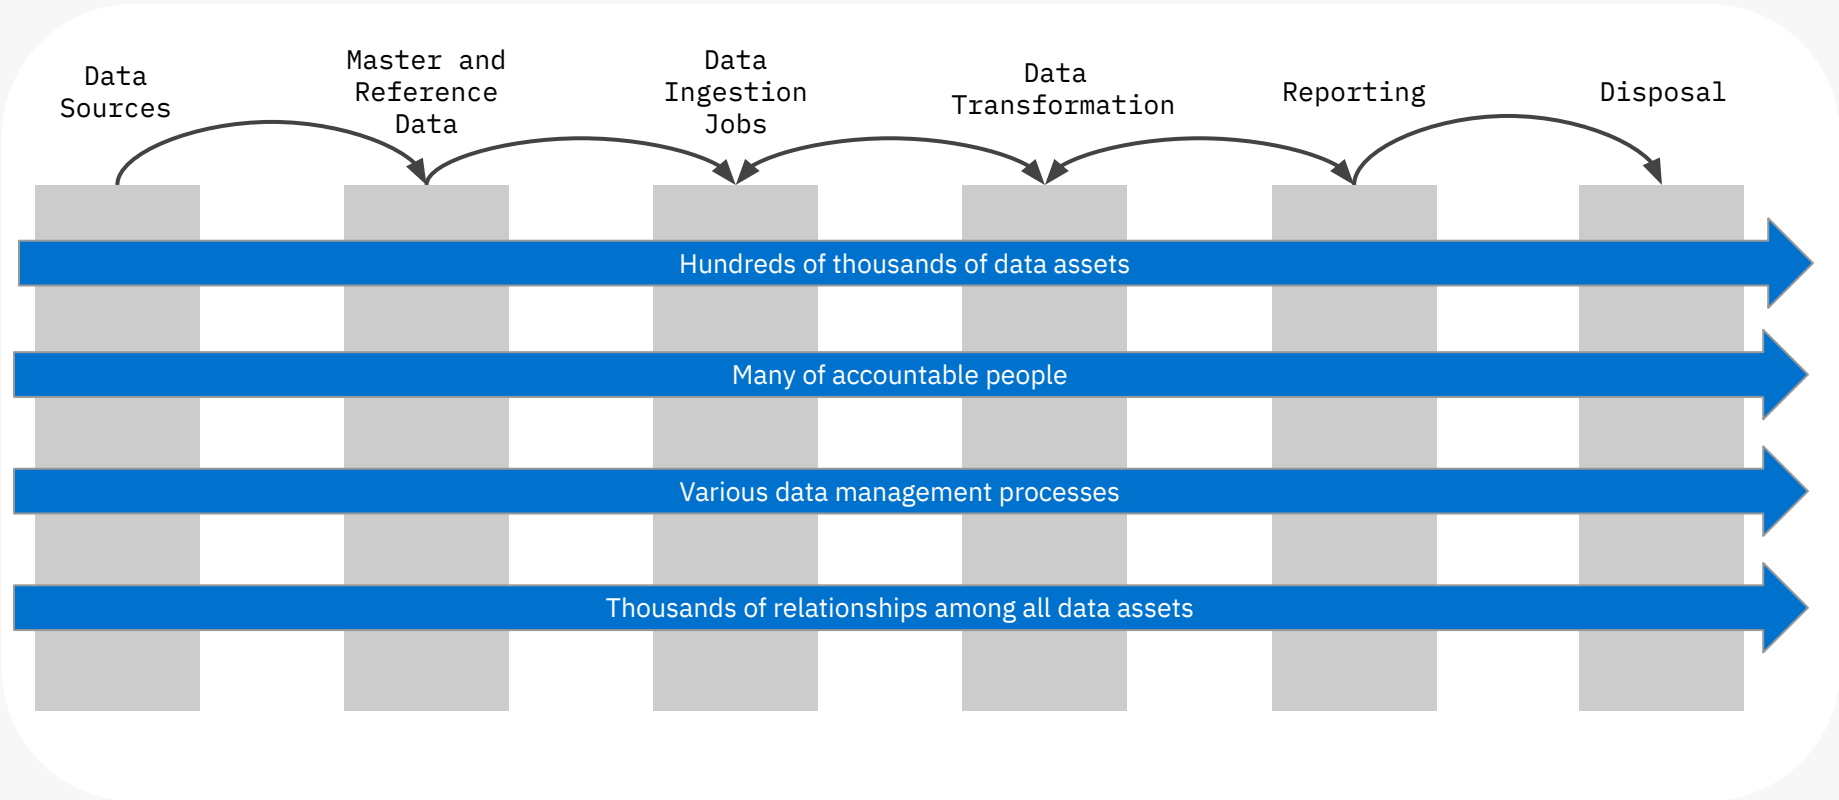 Data
Sources
Master and
Reference
Data
Data
Ingestion
Jobs
Data
Transformation
Reporting
Disposal
Hundreds of thousands of data assets
Many of accountable people
Various data management processes
Thousands of relationships among all data assets